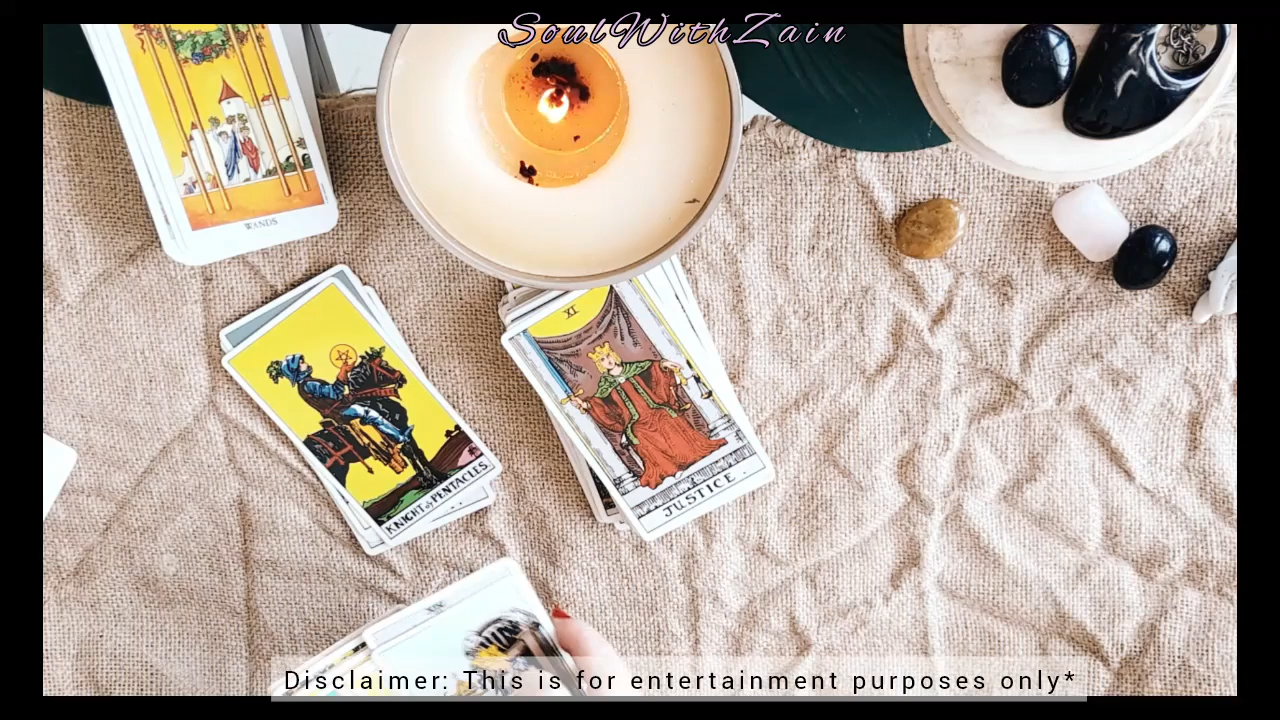 SoulWithZain
WANDS
XI
KNIGHT of PENTACLES
JUSTICE .
Disclaimer: This is for entertainment purposes only*